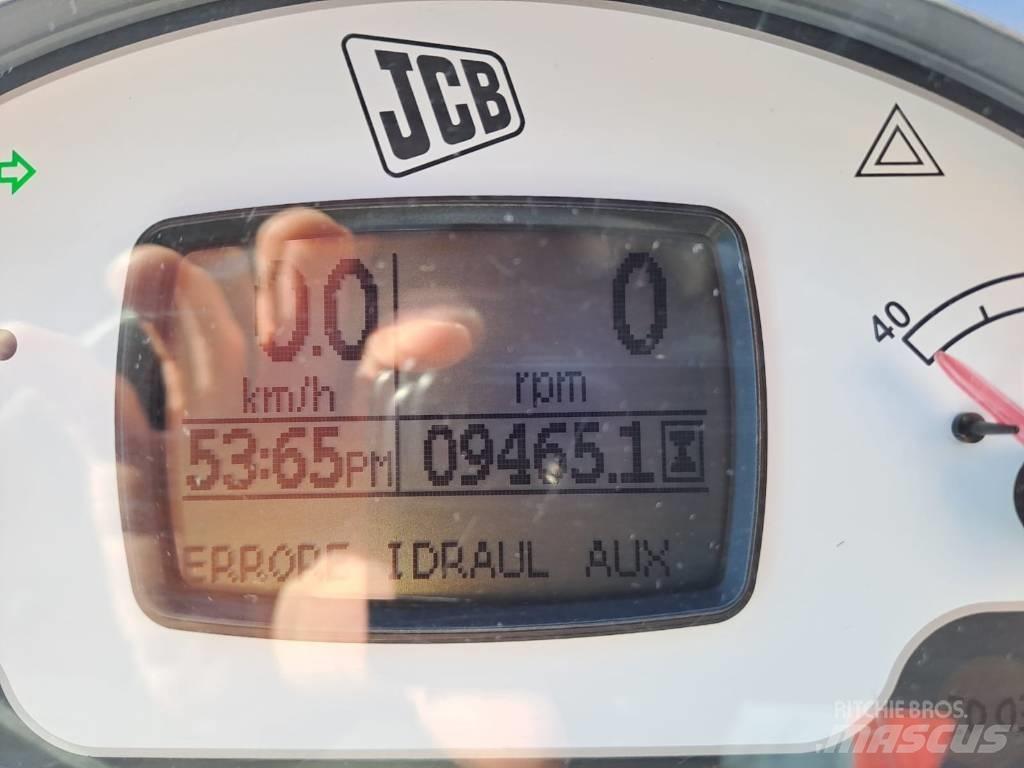 JCB
0.0 0
km/h rpm
53:65PM 09465.1
ERRORE IDRAUL AUX
40
RITCHIE BROS.
MASCUS